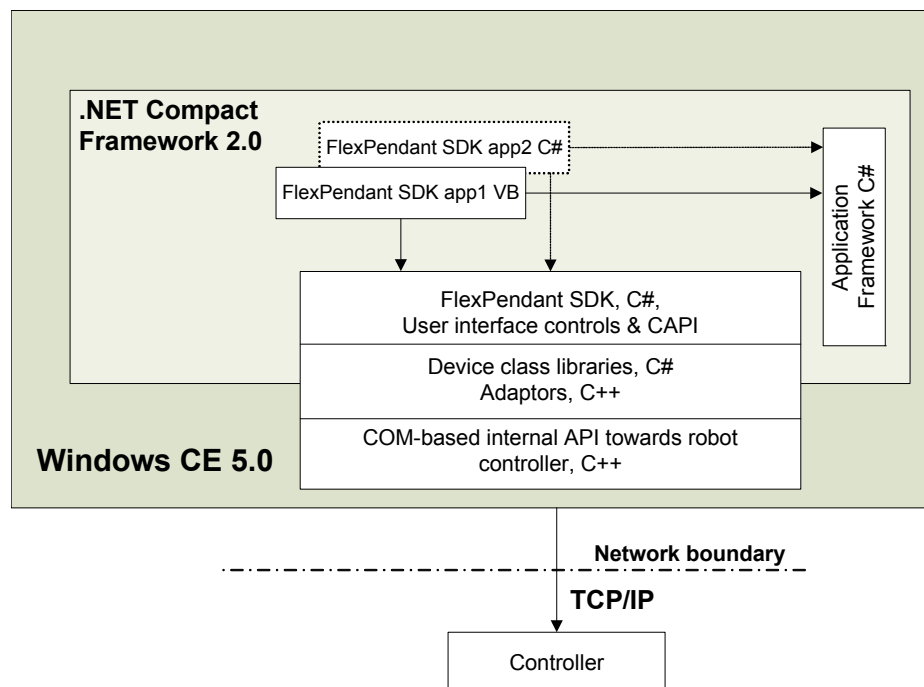 .NET Compact
Framework 2.0
FlexPendant SDK app2 C#
FlexPendant SDK app1 VB
Application
Framework C#
FlexPendant SDK, C#,
User interface controls & CAPI
Device class libraries, C#
Adaptors, C++
COM-based internal API towards robot
controller, C++
Windows CE 5.0
Network boundary
TCP/IP
Controller